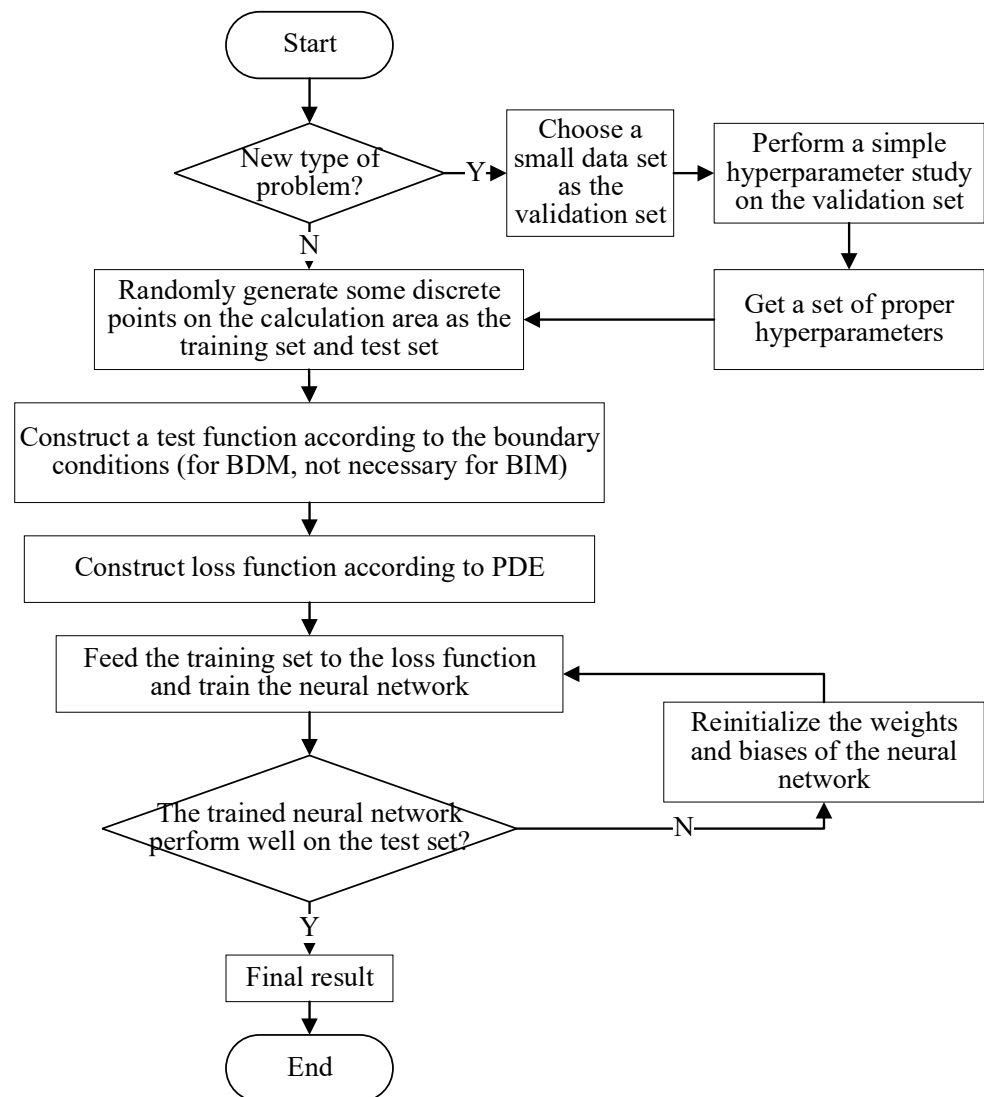 Start
New type of
problem?
Y
Choose a
small data set
as the
validation set
Perform a simple
hyperparameter study
on the validation set
N
Randomly generate some discrete
points on the calculation area as the
training set and test set
Get a set of proper
hyperparameters
Construct a test function according to the boundary
conditions (for BDM, not necessary for BIM)
Construct loss function according to PDE
Feed the training set to the loss function
and train the neural network
Reinitialize the weights
and biases of the neural
network
The trained neural network
perform well on the test set?
N
Y
Final result
End